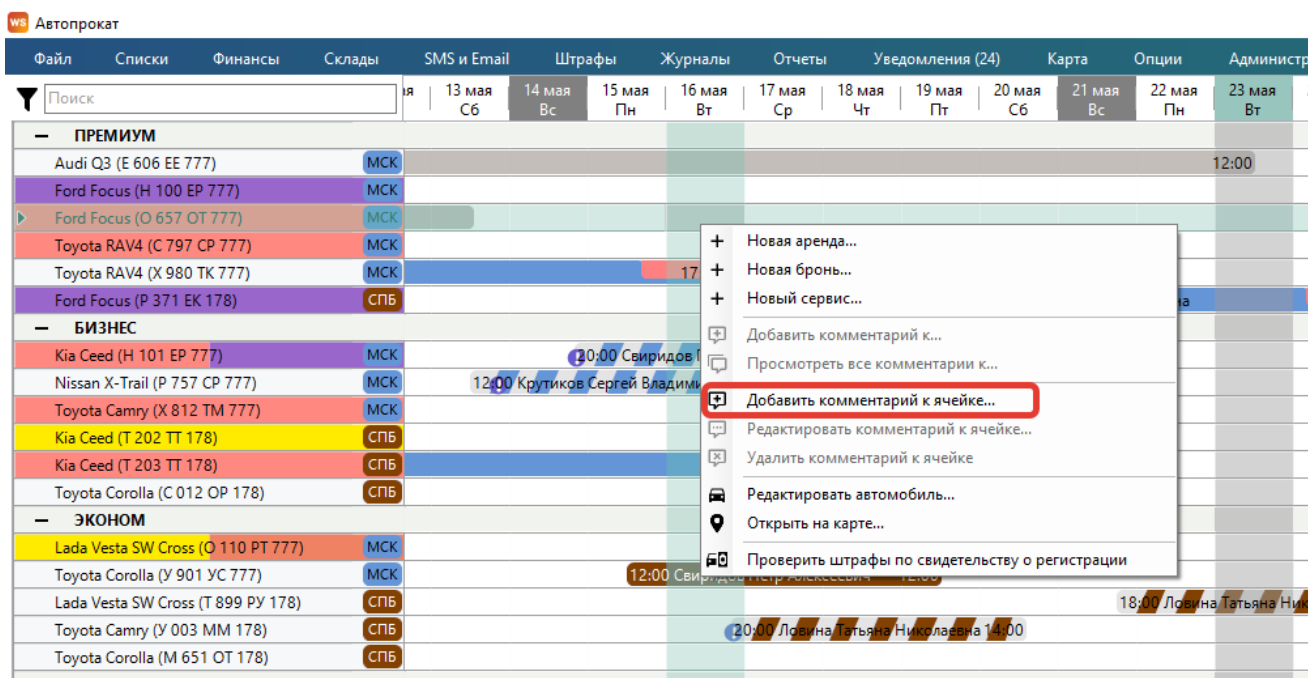 WS Автопрокат
Файл Списки Финансы Склады SMS и Email Штрафы Журналы Отчеты Уведомления (24) Карта Опции Администр
Поиск
я 13 мая 14 мая 15 мая 16 мая 17 мая 18 мая 19 мая 20 мая 21 мая 22 мая 23 мая
Сб Вс Пн Вт Ср Чт Пт Сб Вс Пн Вт
ПРЕМИУМ
Audi Q3 (Е 606 ЕЕ 777) МСК 12:00
Ford Focus (Н 100 ЕР 777) МСК
Ford Focus (О 657 ОТ 777) МСК
Toyota RAV4 (С 797 СР 777) МСК
Toyota RAV4 (Х 980 ТК 777) МСК 17
Ford Focus (Р 371 ЕК 178) СПБ на
БИЗНЕС
Kia Ceed (Н 101 ЕР 777) МСК 20:00 Свиридов
Nissan X-Trail (Р 757 СР 777) МСК 12:00 Крутиков Сергей Владими
Toyota Camry (Х 812 ТМ 777) МСК
Kia Ceed (Т 202 ТТ 178) СПБ
Kia Ceed (Т 203 ТТ 178) СПБ
Toyota Corolla (С 012 ОР 178) СПБ
ЭКОНОМ
Lada Vesta SW Cross (О 110 РТ 777) МСК
Toyota Corolla (У 901 УС 777) МСК 12:00 Свиридов Петр Алексеевич 12:00
Lada Vesta SW Cross (Т 899 РУ 178) СПБ 18:00 Ловина Татьяна Ник
Toyota Camry (У 003 ММ 178) СПБ 20:00 Ловина Татьяна Николаевна 14:00
Toyota Corolla (М 651 ОТ 178) СПБ
Новая аренда...
Новая бронь...
Новый сервис...
Добавить комментарий к...
Просмотреть все комментарии к...
Добавить комментарий к ячейке...
Редактировать комментарий к ячейке...
Удалить комментарий к ячейке
Редактировать автомобиль...
Открыть на карте...
Проверить штрафы по свидетельству о регистрации